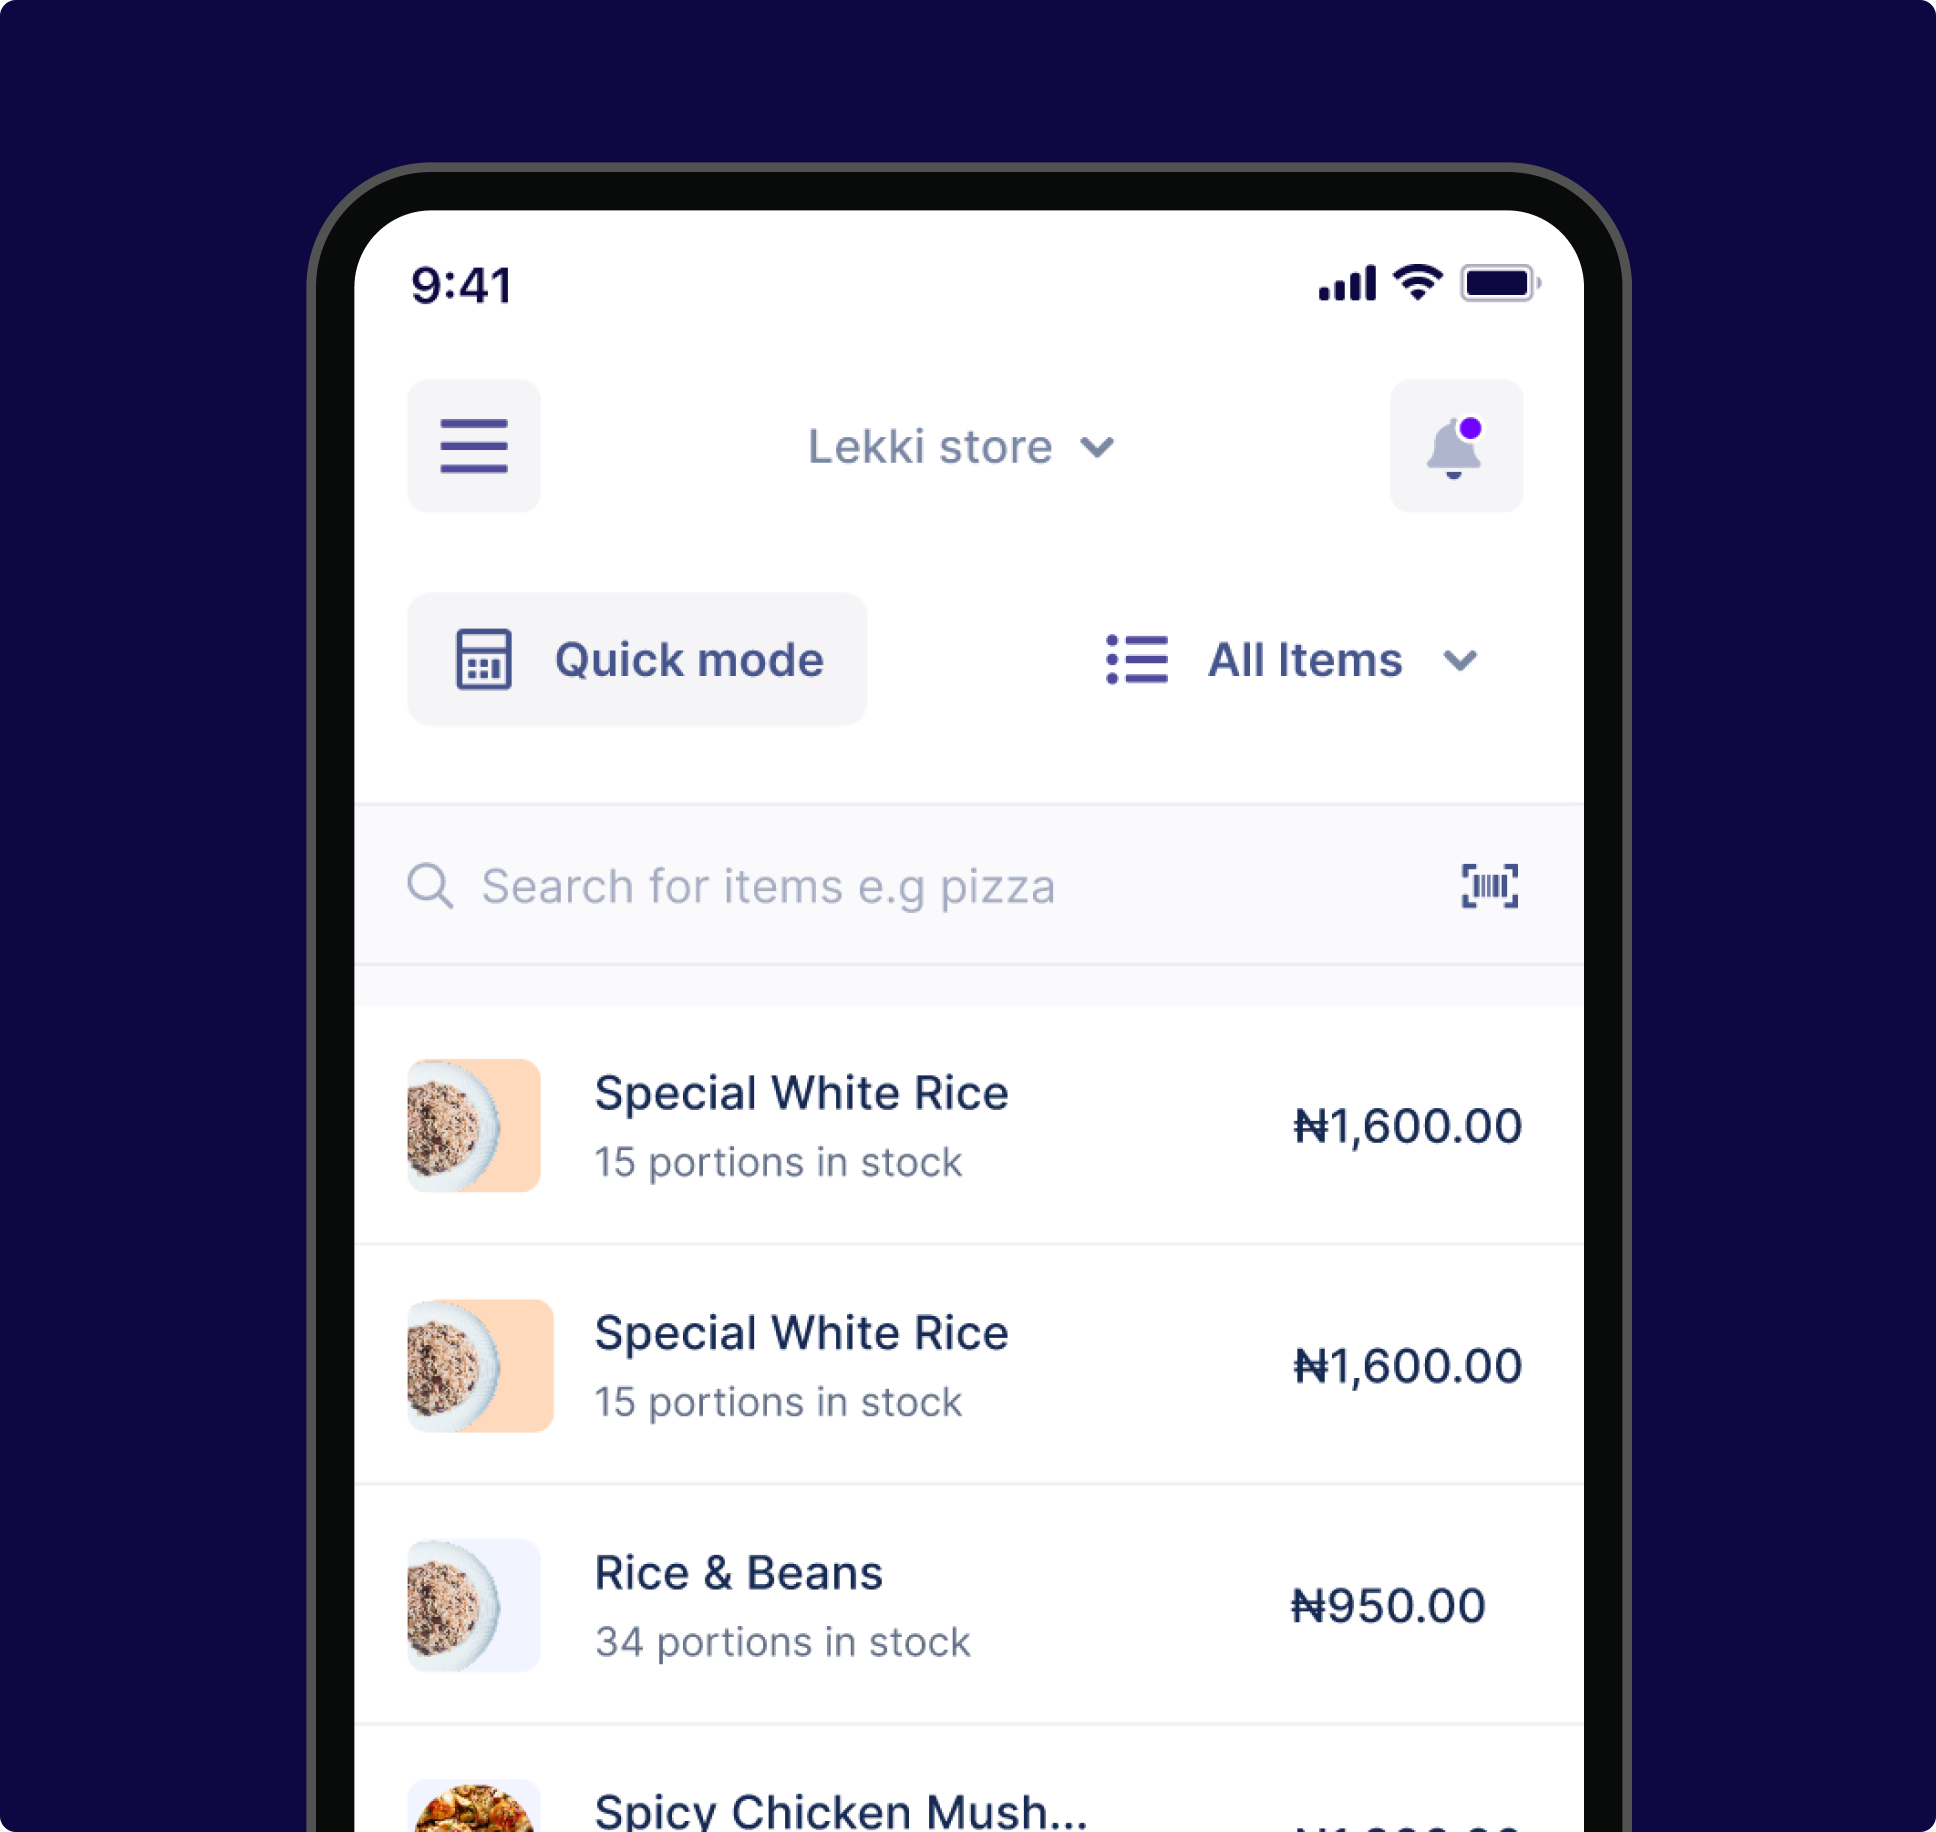 9:41
Lekki store
Quick mode
All Items
Search for items e.g pizza
Special White Rice
₦1,600.00
15 portions in stock
Special White Rice
₦1,600.00
15 portions in stock
Rice & Beans
₦950.00
34 portions in stock
Spicy Chicken Mush...